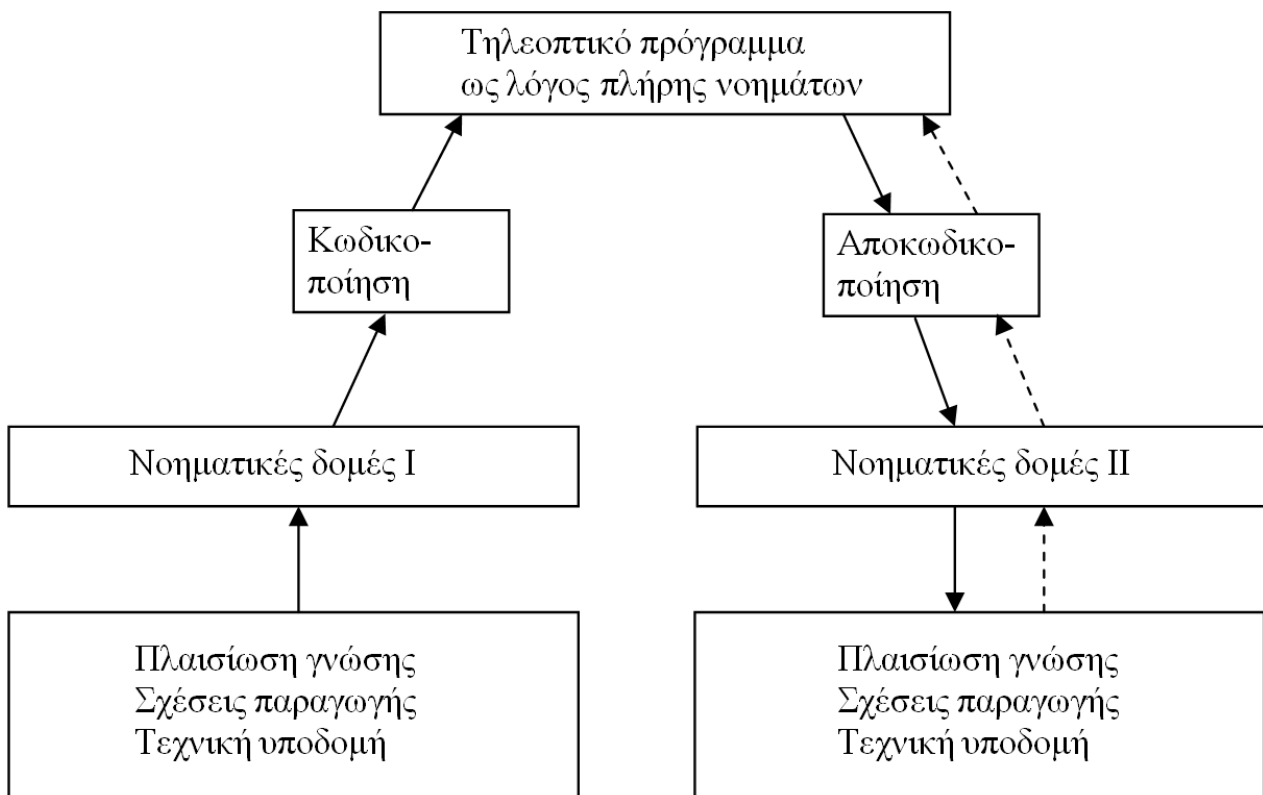 Τηλεοπτικό πρόγραμμα
ως λόγος πλήρης νοημάτων
Κωδικο-
ποίηση
Αποκωδικο-
ποίηση
Νοηματικές δομές Ι
Νοηματικές δομές ΙΙ
Πλαισίωση γνώσης
Σχέσεις παραγωγής
Τεχνική υποδομή
Πλαισίωση γνώσης
Σχέσεις παραγωγής
Τεχνική υποδομή